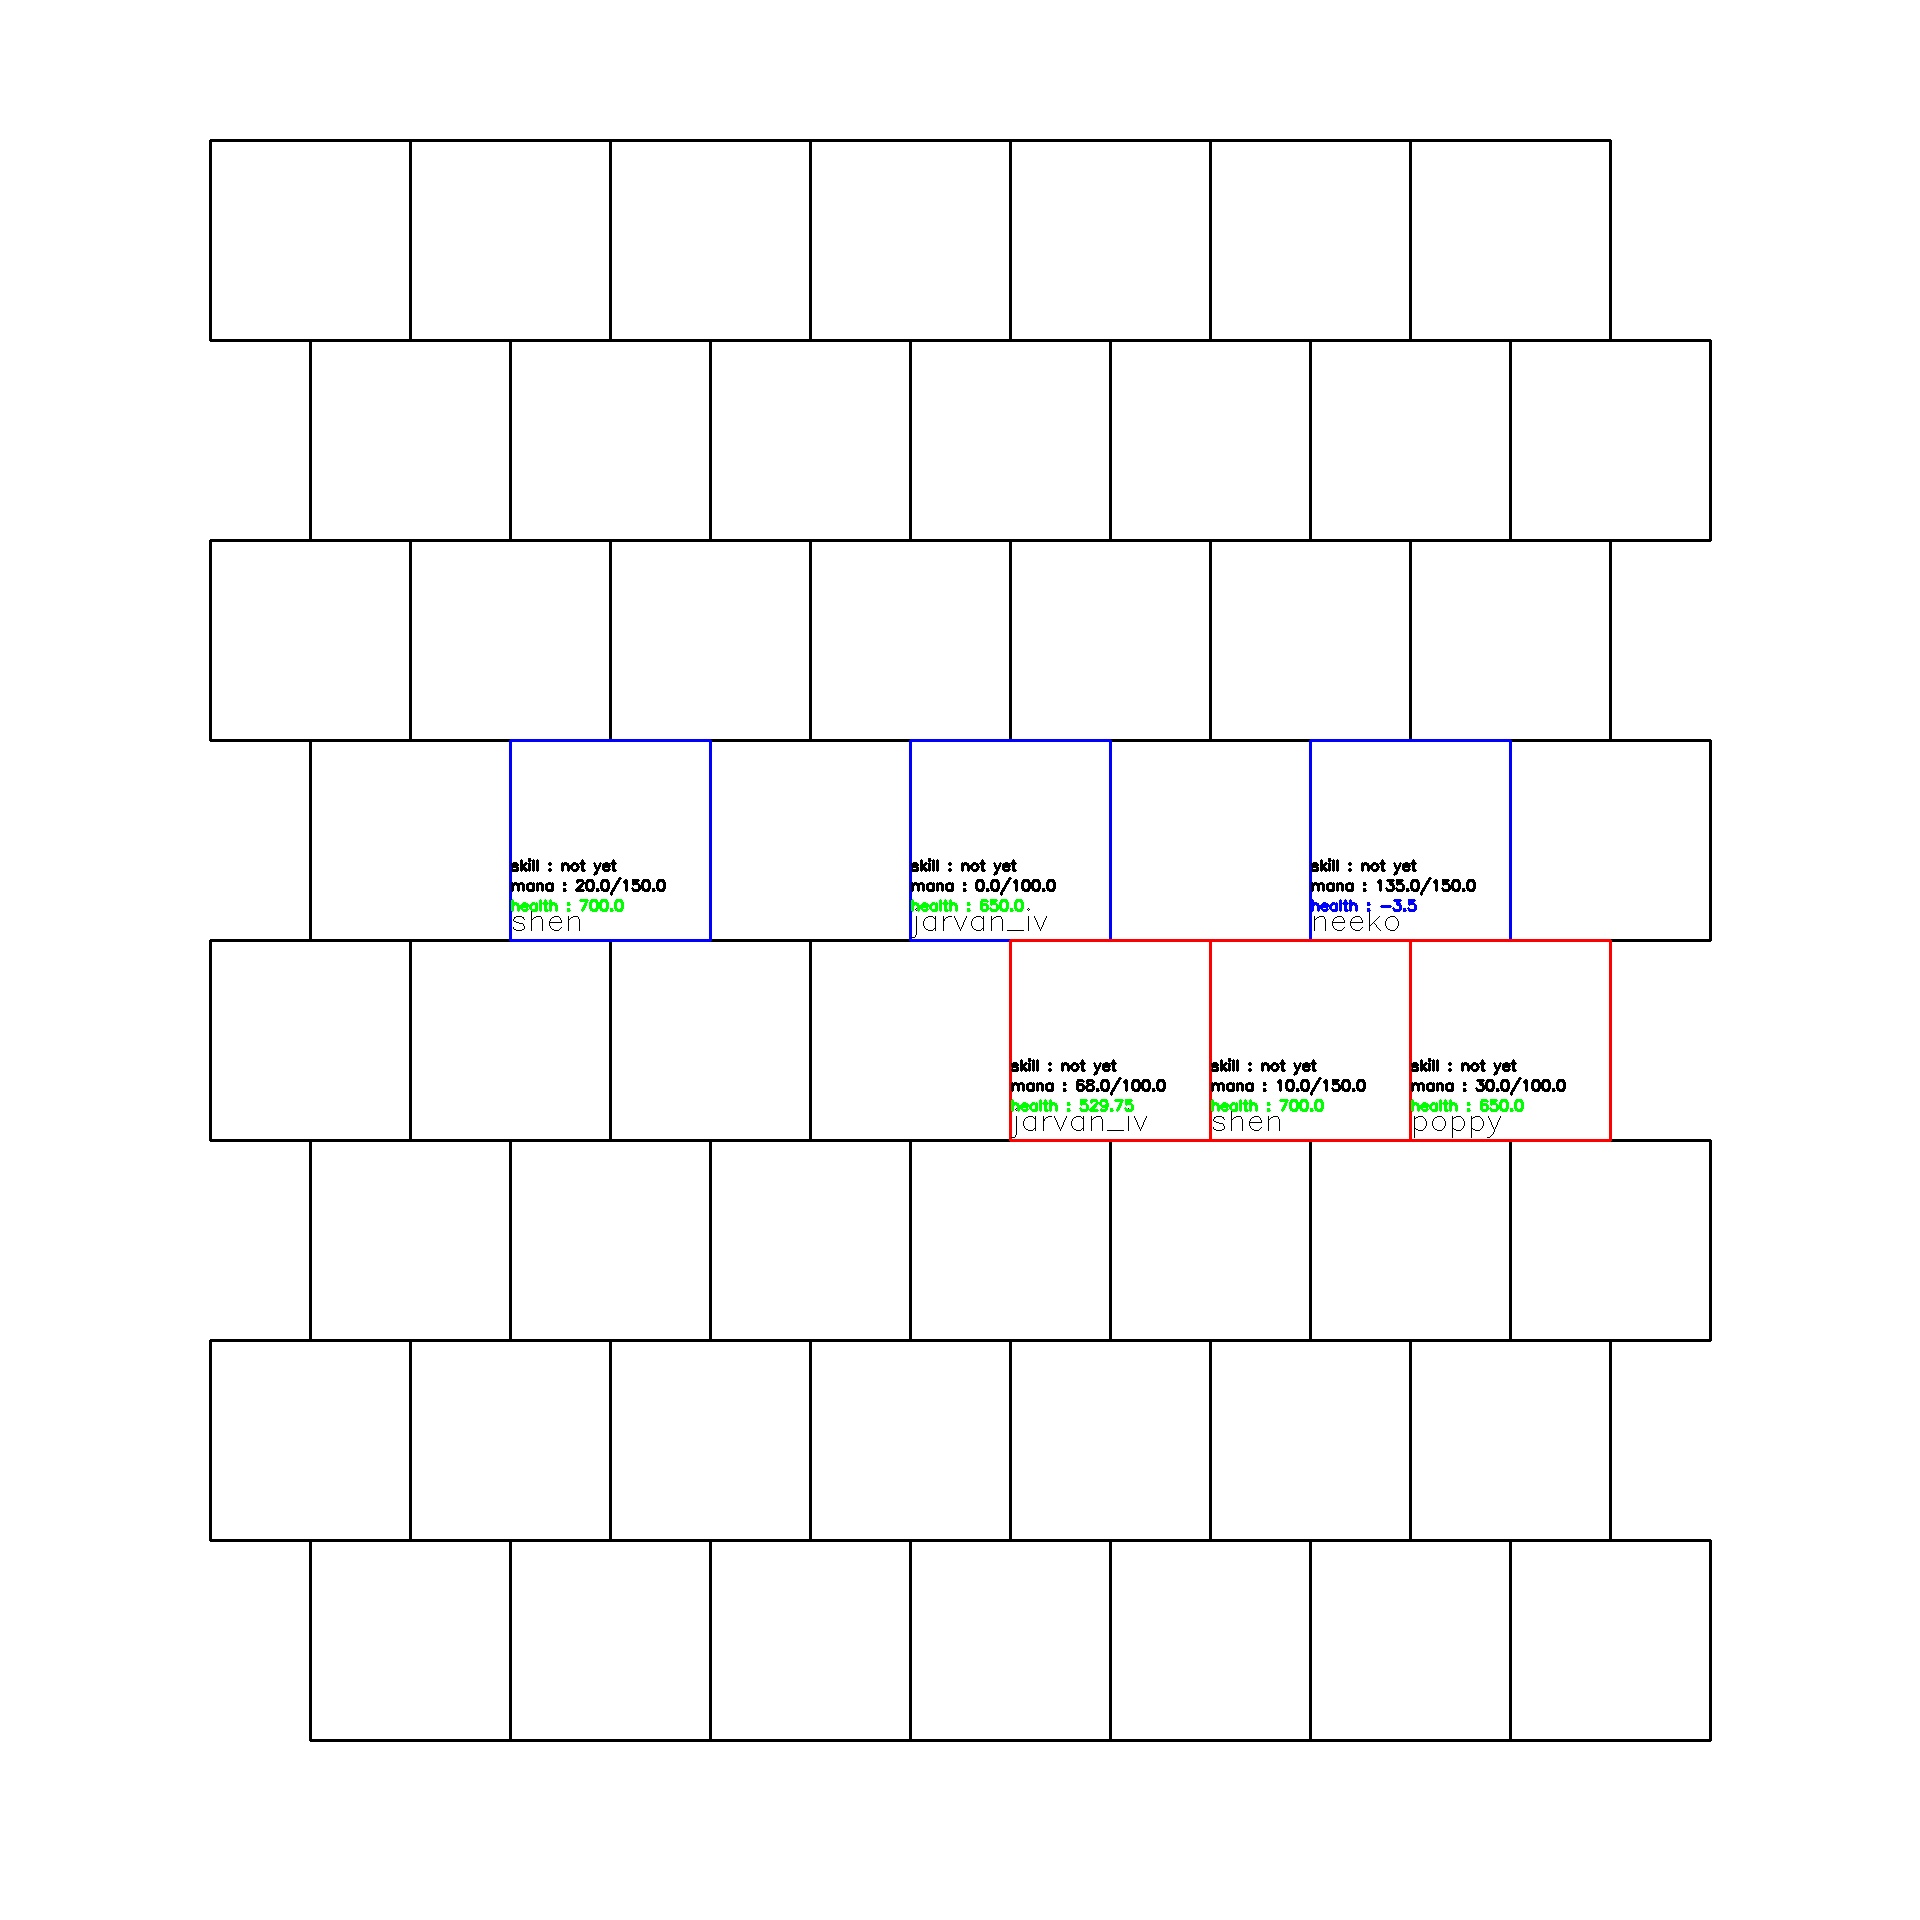 skill : not yet
mana : 20.0/150.0
health : 700.0
shen
skill : not yet
mana : 0.0/100.0
health : 650.0
jarvan_iv
skill : not yet
mana : 135.0/150.0
health : -3.5
neeko
skill : not yet
mana : 68.0/100.0
health : 529.75
jarvan_iv
skill : not yet
mana : 10.0/150.0
health : 700.0
shen
skill : not yet
mana : 30.0/100.0
health : 650.0
poppy